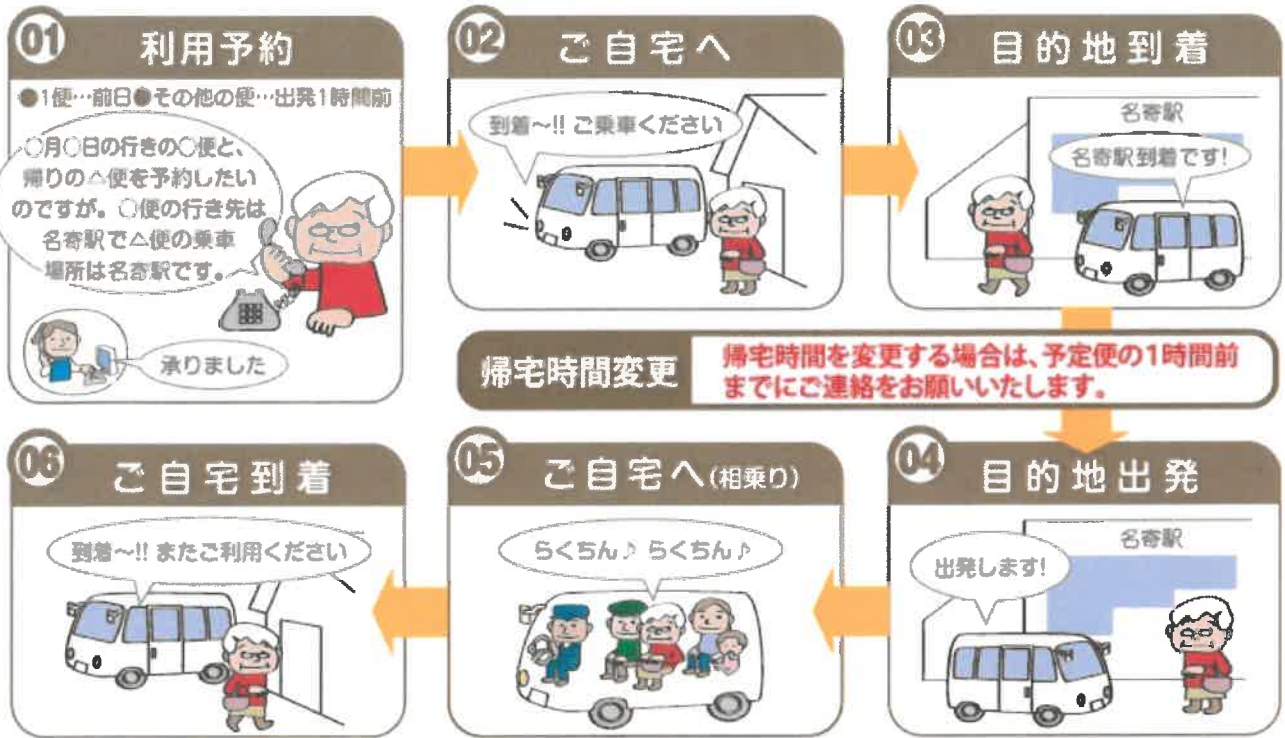 01 利用予約
●1便…前日●その他の便…出発1時間前
○月○日の行きの○便と、
帰りの△便を予約したい
のですが。○便の行き先は
名寄駅で△便の乗車
場所は名寄駅です。
承りました
02 ご自宅へ
到着~!! ご乗車ください
03 目的地到着
名寄駅
名寄駅到着です!
帰宅時間変更
帰宅時間を変更する場合は、予定便の1時間前
までにご連絡をお願いいたします。
04 目的地出発
名寄駅
出発します!
05 ご自宅へ(相乗り)
らくちん♪ らくちん♪
06 ご自宅到着
到着~!! またご利用ください